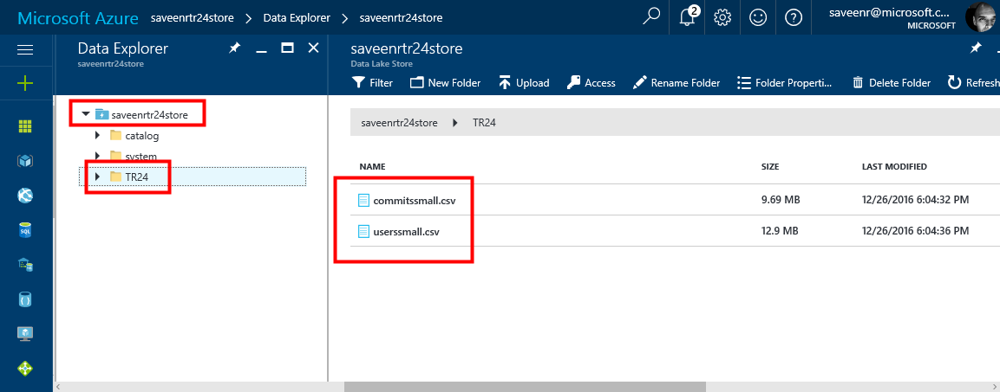 Microsoft Azure saveenrtr24store > Data Explorer > saveenrtr24store
2
saveenr@microsoft.c...
MICROSOFT
Data Explorer
saveenrtr24store
saveenrtr24store
Data Lake Store
Filter New Folder Upload Access Rename Folder Folder Properti... Delete Folder Refresh
saveenrtr24store
catalog
system
TR24
saveenrtr24store TR24
NAME SIZE LAST MODIFIED
commitssmall.csv 9.69 MB 12/26/2016 6:04:32 PM
userssmall.csv 12.9 MB 12/26/2016 6:04:36 PM
SQL